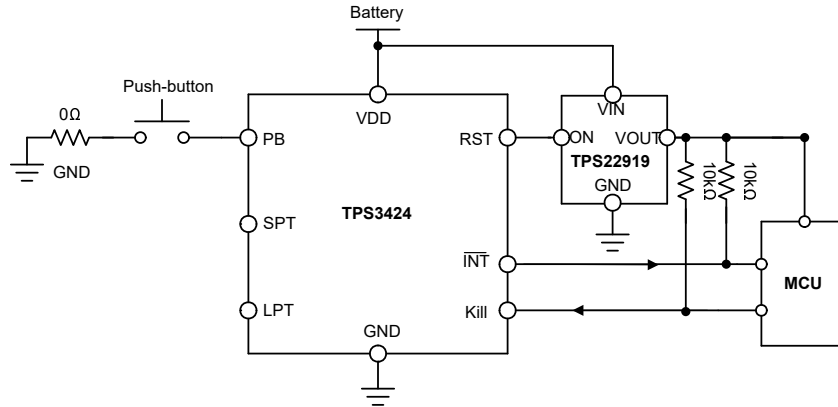 Battery
Push-button
0Ω
GND
VDD
PB
SPT
LPT
TPS3424
RST
INT
Kill
GND
VIN
ON
VOUT
TPS22919
GND
10kΩ
10kΩ
MCU